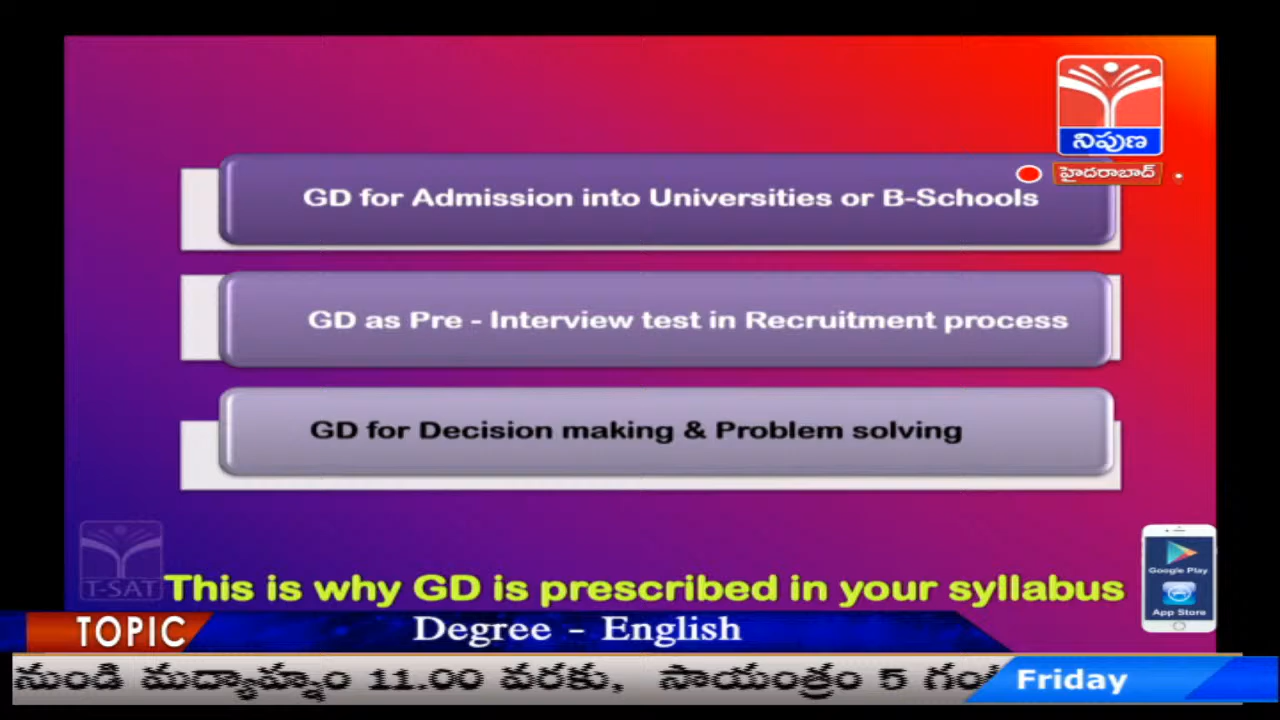 నిపుణ
హైదరాబాద్
GD for Admission into Universities or B-Schools
GD as Pre - Interview test in Recruitment process
GD for Decision making & Problem solving
T-SAT
Google Play
App Store
This is why GD is prescribed in your syllabus
TOPIC
Degree - English
నుండి మద్యాహ్నం 11.00 వరకు, సాయంత్రం 5 గం
Friday